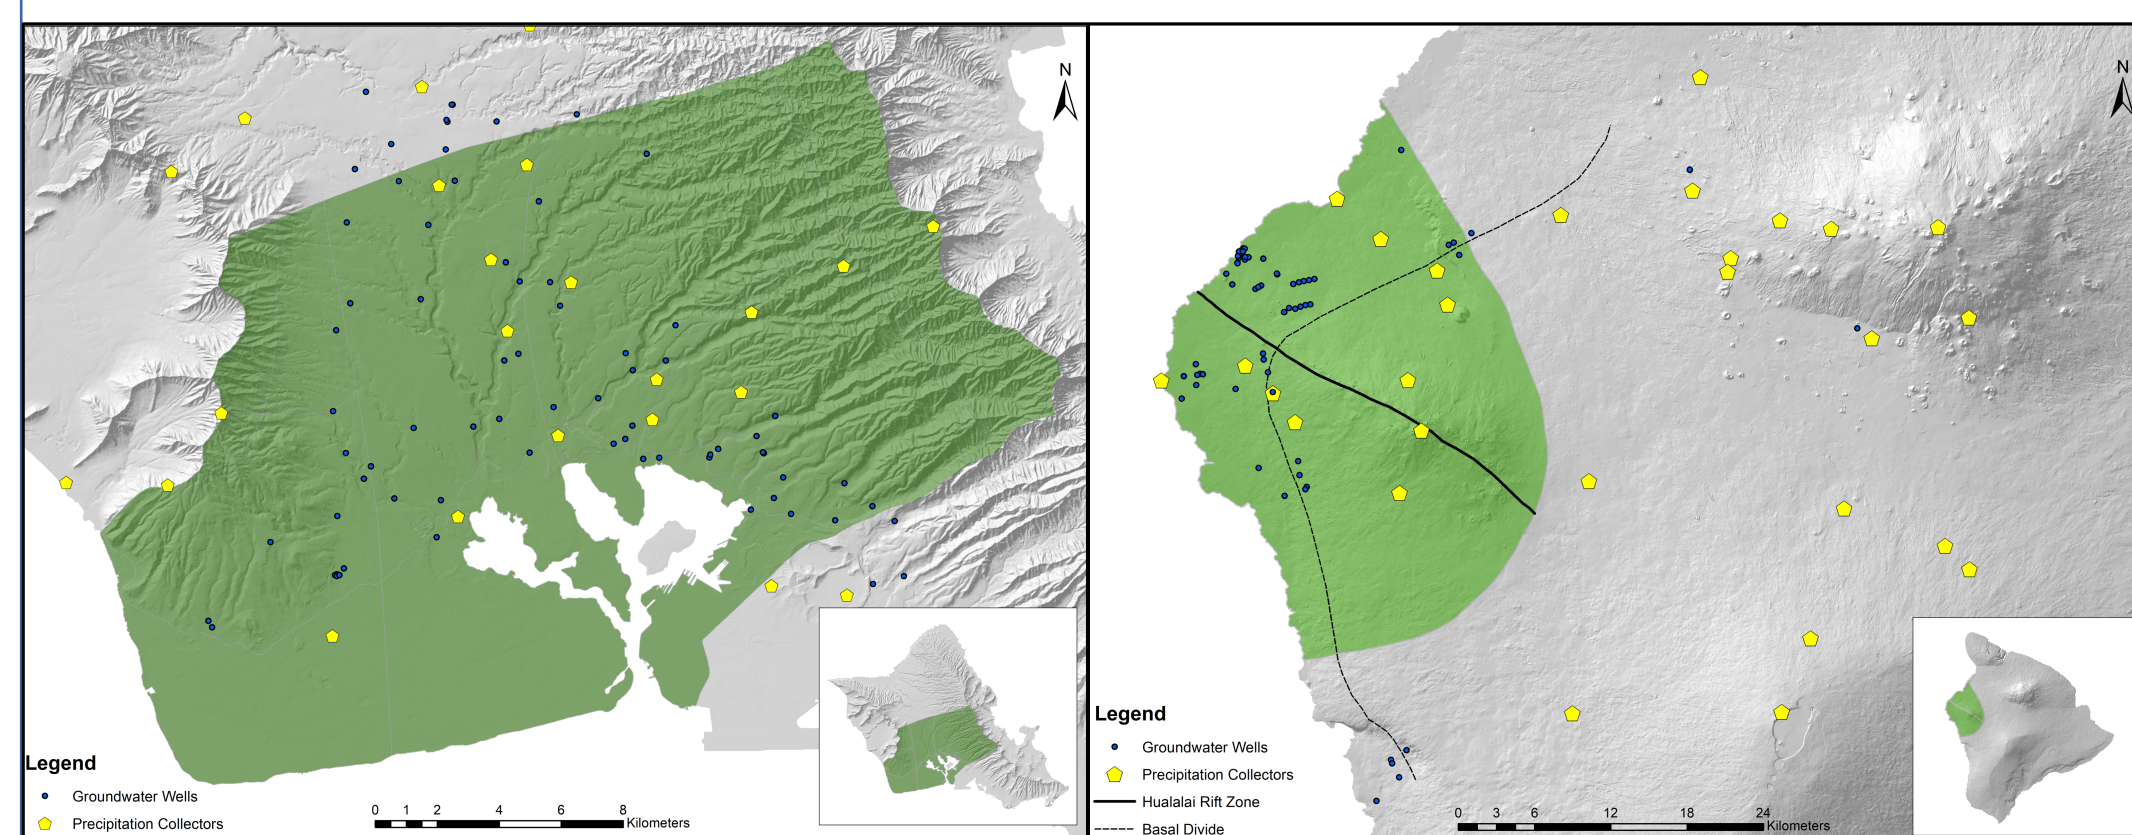 N
Legend
Groundwater Wells
Precipitation Collectors
0 1 2 4 6 8
Kilometers
N
Legend
Groundwater Wells
Precipitation Collectors
Hualalai Rift Zone
Basal Divide
0 3 6 12 18 24
Kilometers